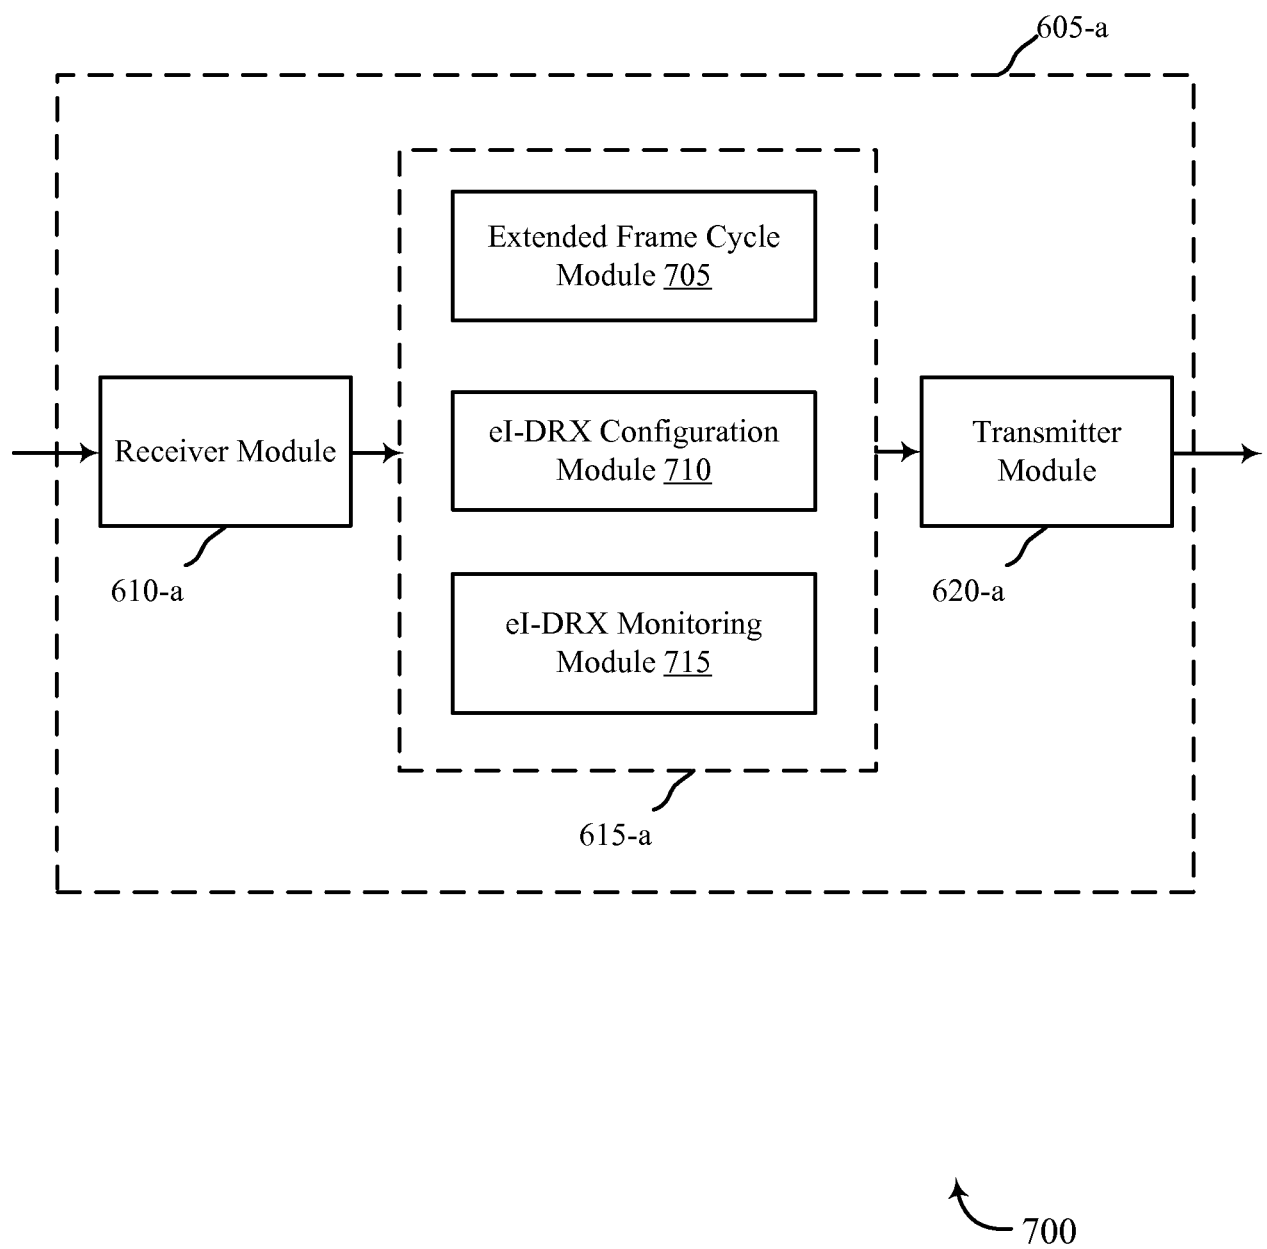 605-a
Extended Frame Cycle
Module 705
Receiver Module
610-a
eI-DRX Configuration
Module 710
Transmitter
Module
620-a
eI-DRX Monitoring
Module 715
615-a
700